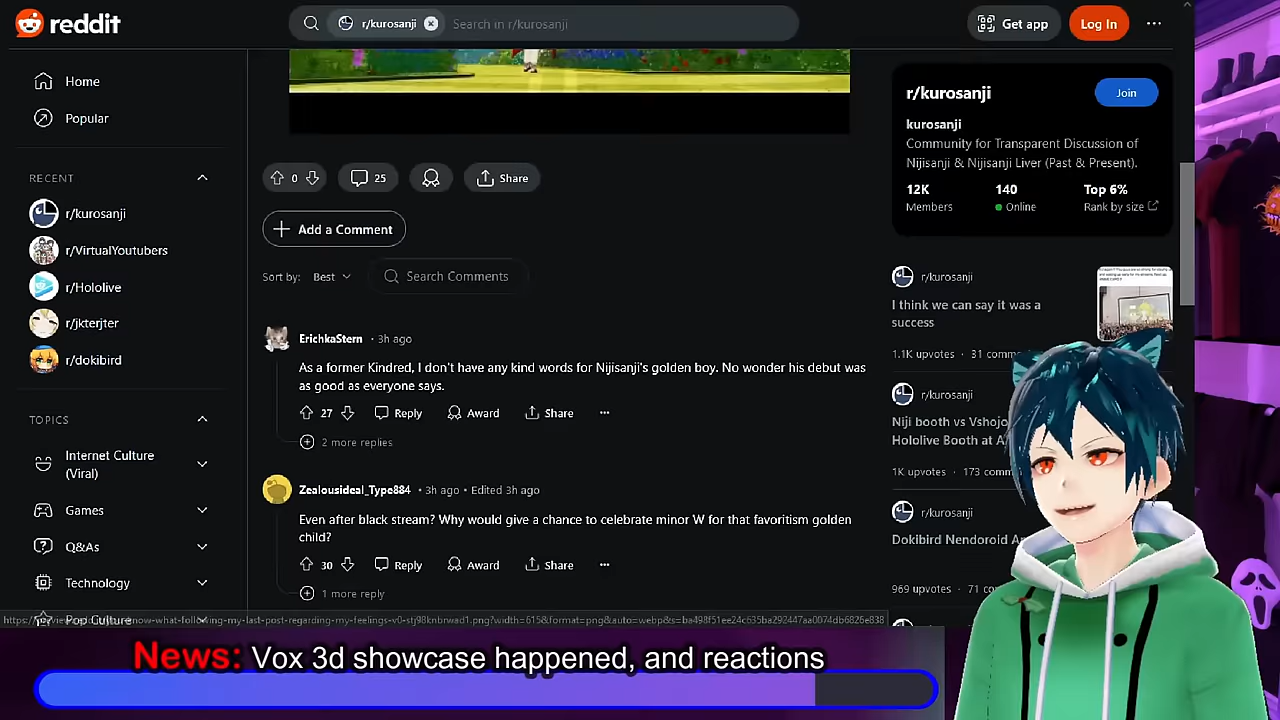 reddit
r/kurosanji
Search in r/kurosanji
Get app
Log In
Home
Popular
RECENT
r/kurosanji
r/VirtualYoutubers
r/Hololive
r/jkterjter
r/dokibird
TOPICS
Internet Culture
(Viral)
Games
Q&As
Technology
Pop Culture
0
25
Share
Add a Comment
Sort by:
Best
Search Comments
ErichkaStern • 3h ago
As a former Kindred, I don't have any kind words for Nijisanji's golden boy. No wonder his debut was
as good as everyone says.
27
Reply
Award
Share
2 more replies
Zealousideal_Type884 • 3h ago • Edited 3h ago
Even after black stream? Why would give a chance to celebrate minor W for that favoritism golden
child?
30
Reply
Award
Share
1 more reply
r/kurosanji
Join
kurosanji
Community for Transparent Discussion of
Nijisanji & Nijisanji Liver (Past & Present).
12K
140
Top 6%
Members
Online
Rank by size
r/kurosanji
I think we can say it was a
success
1.1K upvotes • 31 comm
r/kurosanji
Niji booth vs Vshojo
Hololive Booth at A
1K upvotes • 173 comm
r/kurosanji
Dokibird Nendoroid Ar
969 upvotes • 71 co
News: Vox 3d showcase happened, and reactions